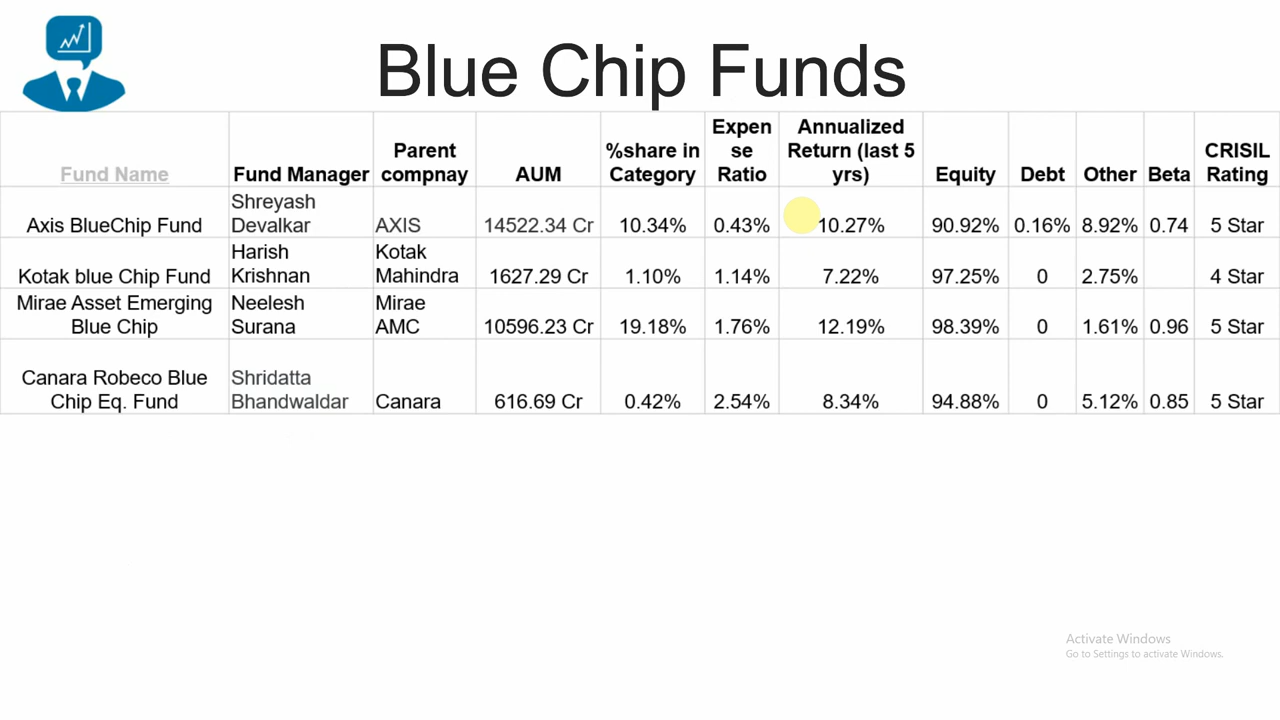 Blue Chip Funds
Fund Name Fund Manager Parent compnay AUM %share in Category Expen se Ratio Annualized Return (last 5 yrs) Equity Debt Other Beta CRISIL Rating
Axis BlueChip Fund Shreyash Devalkar AXIS 14522.34 Cr 10.34% 0.43% 10.27% 90.92% 0.16% 8.92% 0.74 5 Star
Kotak blue Chip Fund Harish Krishnan Kotak Mahindra 1627.29 Cr 1.10% 1.14% 7.22% 97.25% 0 2.75% 4 Star
Mirae Asset Emerging Blue Chip Neelesh Surana Mirae AMC 10596.23 Cr 19.18% 1.76% 12.19% 98.39% 0 1.61% 0.96 5 Star
Canara Robeco Blue Chip Eq. Fund Shridatta Bhandwaldar Canara 616.69 Cr 0.42% 2.54% 8.34% 94.88% 0 5.12% 0.85 5 Star
Activate Windows
Go to Settings to activate Windows.